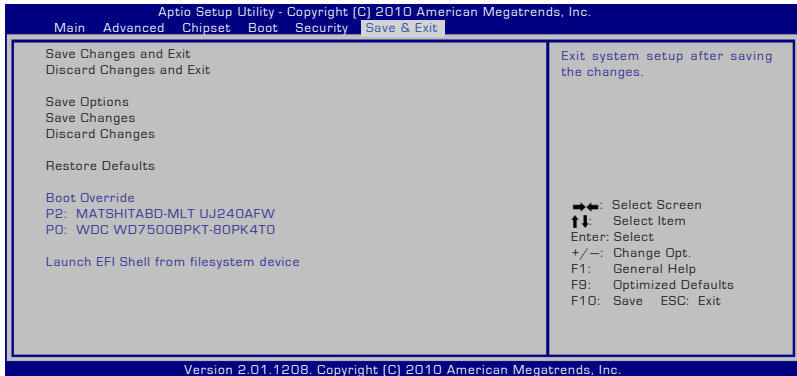 Aptio Setup Utility - Copyright (C) 2010 American Megatrends, Inc.
Main Advanced Chipset Boot Security Save & Exit
Save Changes and Exit
Discard Changes and Exit
Save Options
Save Changes
Discard Changes
Restore Defaults
Boot Override
P2: MATSHITABD-MLT UJ240AFW
P0: WDC WD7500BPKT-80PK4T0
Launch EFI Shell from filesystem device
Exit system setup after saving
the changes.
→←: Select Screen
↑↓: Select Item
Enter: Select
+/—: Change Opt.
F1: General Help
F9: Optimized Defaults
F10: Save ESC: Exit
Version 2.01.1208. Copyright (C) 2010 American Megatrends, Inc.